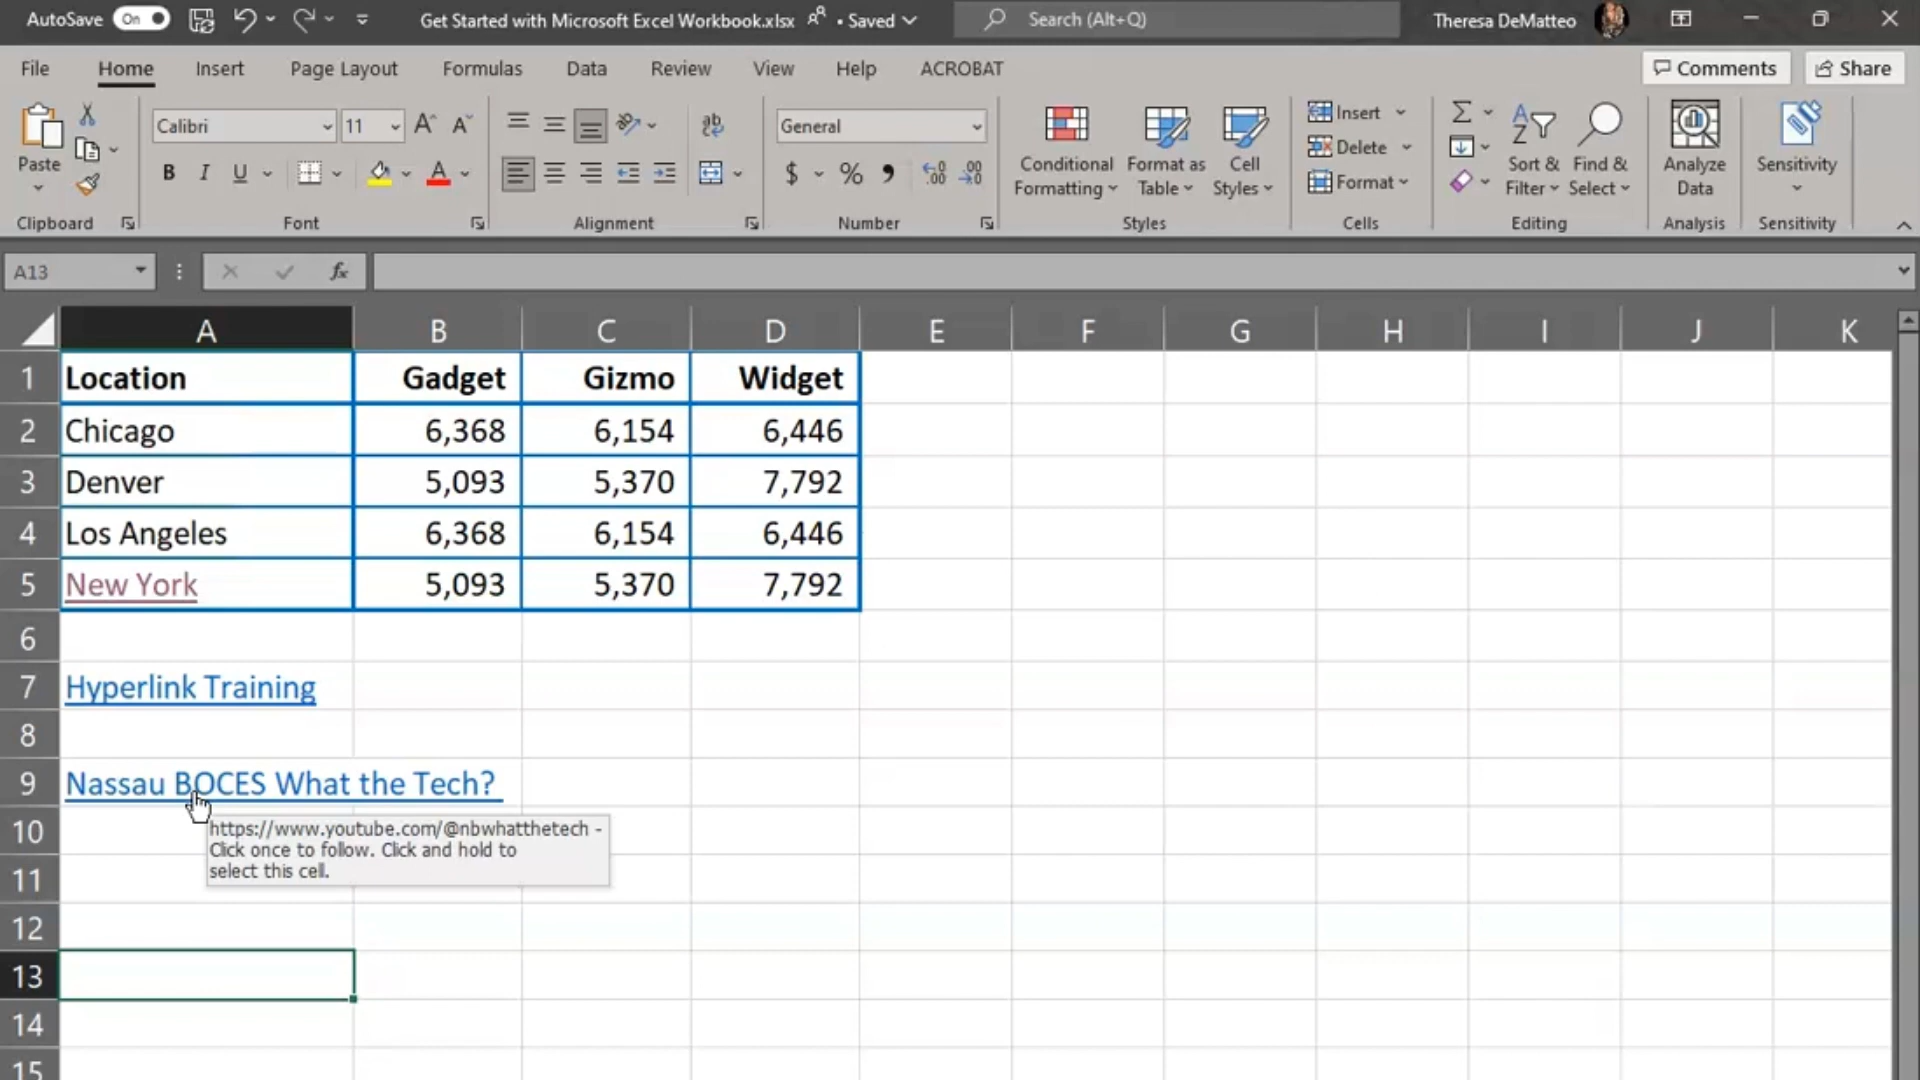 AutoSave On Get Started with Microsoft Excel Workbook.xlsx • Saved Search (Alt+Q) Theresa DeMatteo
File Home Insert Page Layout Formulas Data Review View Help ACROBAT Comments Share
Paste Calibri 11 A A ab General Conditional Formatting Format as Table Cell Styles Insert Delete Format Sort & Filter Find & Select Analyze Data Sensitivity
B I U A $ % , .00 .00
Clipboard Font Alignment Number Styles Cells Editing Analysis Sensitivity
A13 fx
A B C D E F G H I J K
1 Location Gadget Gizmo Widget
2 Chicago 6,368 6,154 6,446
3 Denver 5,093 5,370 7,792
4 Los Angeles 6,368 6,154 6,446
5 New York 5,093 5,370 7,792
6
7 Hyperlink Training
8
9 Nassau BOCES What the Tech?
10 https://www.youtube.com/@nbwhatthetech -
Click once to follow. Click and hold to
11 select this cell.
12
13
14
15